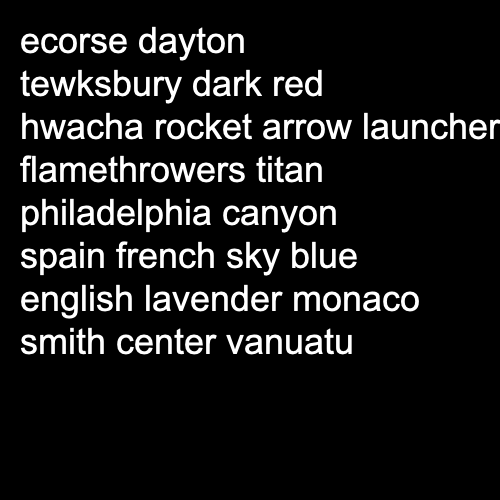 ecorse dayton
tewksbury dark red
hwacha rocket arrow launcher
flamethrowers titan
philadelphia canyon
spain french sky blue
english lavender monaco
smith center vanuatu